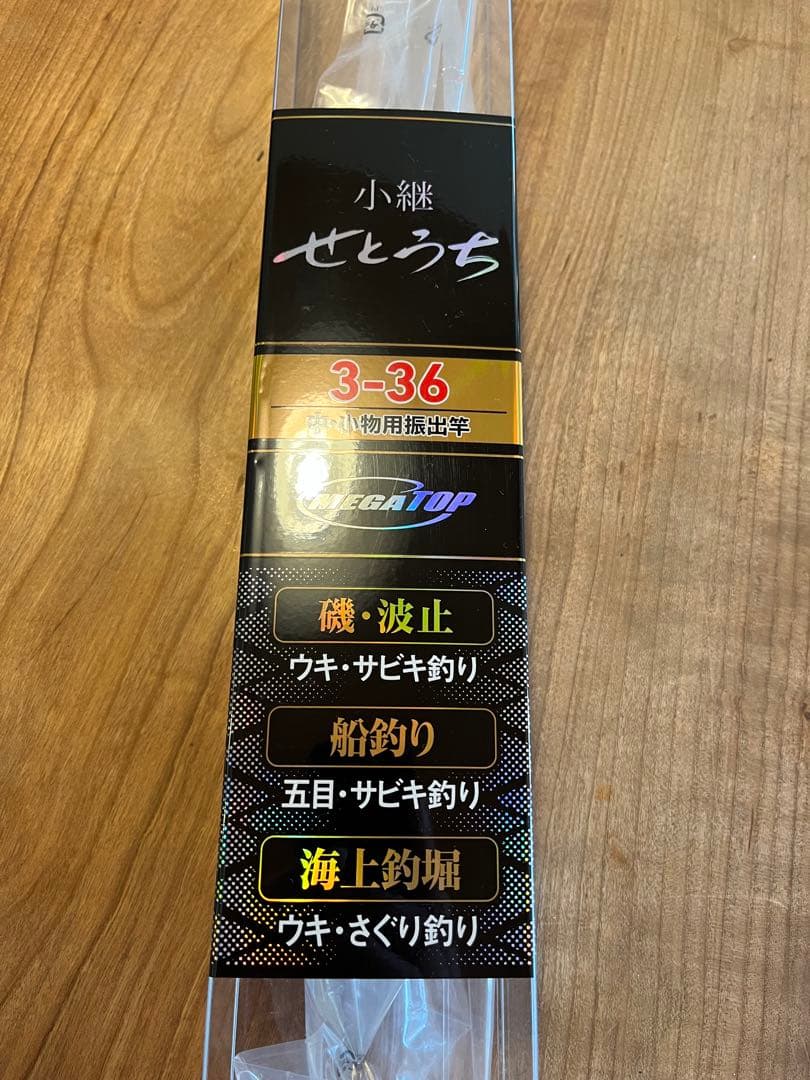 小継
せとうち
3-36
中・小物用振出竿
MEGATOP
磯・波止
ウキ・サビキ釣り
船釣り
五目・サビキ釣り
海上釣堀
ウキ・さぐり釣り